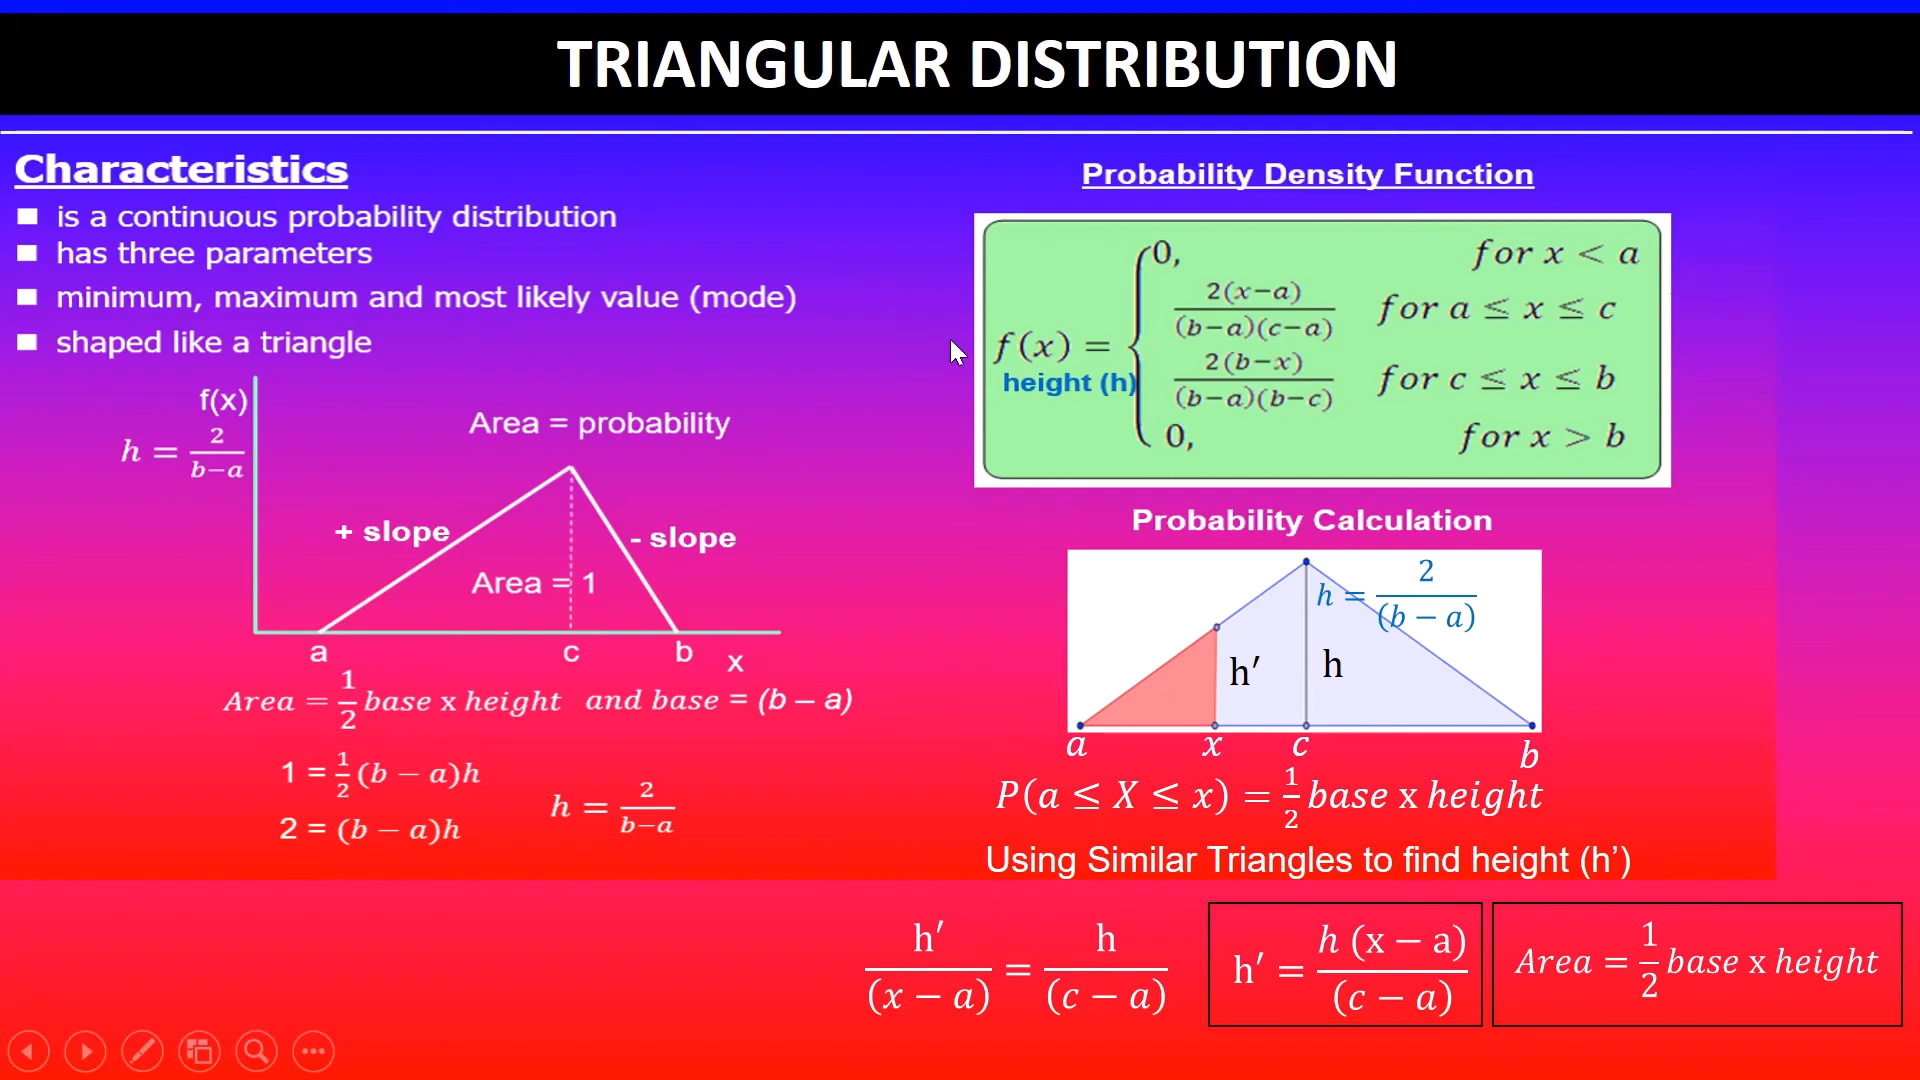 TRIANGULAR DISTRIBUTION
Characteristics
is a continuous probability distribution
has three parameters
minimum, maximum and most likely value (mode)
shaped like a triangle
f(x)
h = 2/(b−a)
Area = probability
+ slope
- slope
Area = 1
a c b x
Area = 1/2 base x height and base = (b – a)
1 = 1/2 (b − a)h
2 = (b − a)h
h = 2/(b−a)
Probability Density Function
f(x) =
height (h)
0, for x < a
2(x−a)/(b−a)(c−a) for a ≤ x ≤ c
2(b−x)/(b−a)(b−c) for c ≤ x ≤ b
0, for x > b
Probability Calculation
h = 2/(b − a)
h′ h
a x c b
P(a ≤ X ≤ x) = 1/2 base x height
Using Similar Triangles to find height (h’)
h′/(x − a) = h/(c − a)
h′ = h (x − a)/(c − a)
Area = 1/2 base x height